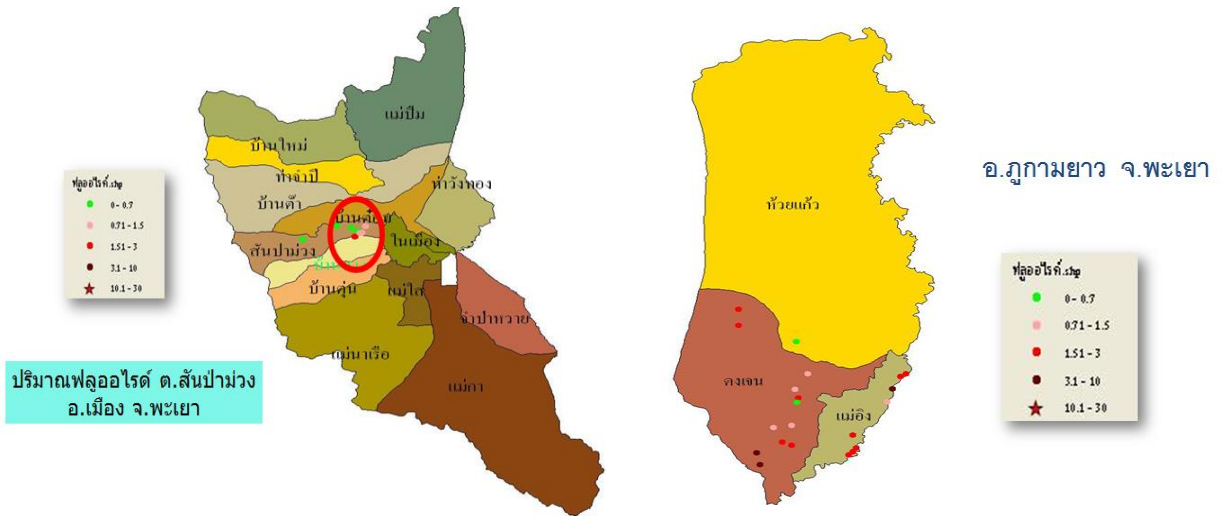 แม่ปืม
บ้านใหม่
ท่าจำปี
ท่าวังทอง
บ้านต๊ำ
บ้านต๋อม
สันป่าม่วง
ในเมือง
บ้านตุ่น
แม่ใส
จำป่าหวาย
แม่นาเรือ
แม่กา
ฟลูออไรด์.shp
0 - 0.7
0.71 - 1.5
1.51 - 3
3.1 - 10
10.1 - 30
ปริมาณฟลูออไรด์ ต.สันป่าม่วง
อ.เมือง จ.พะเยา
ห้วยแก้ว
ดงเจน
แม่อิง
อ.ภูกามยาว จ.พะเยา
ฟลูออไรด์.shp
0 - 0.7
0.71 - 1.5
1.51 - 3
3.1 - 10
10.1 - 30